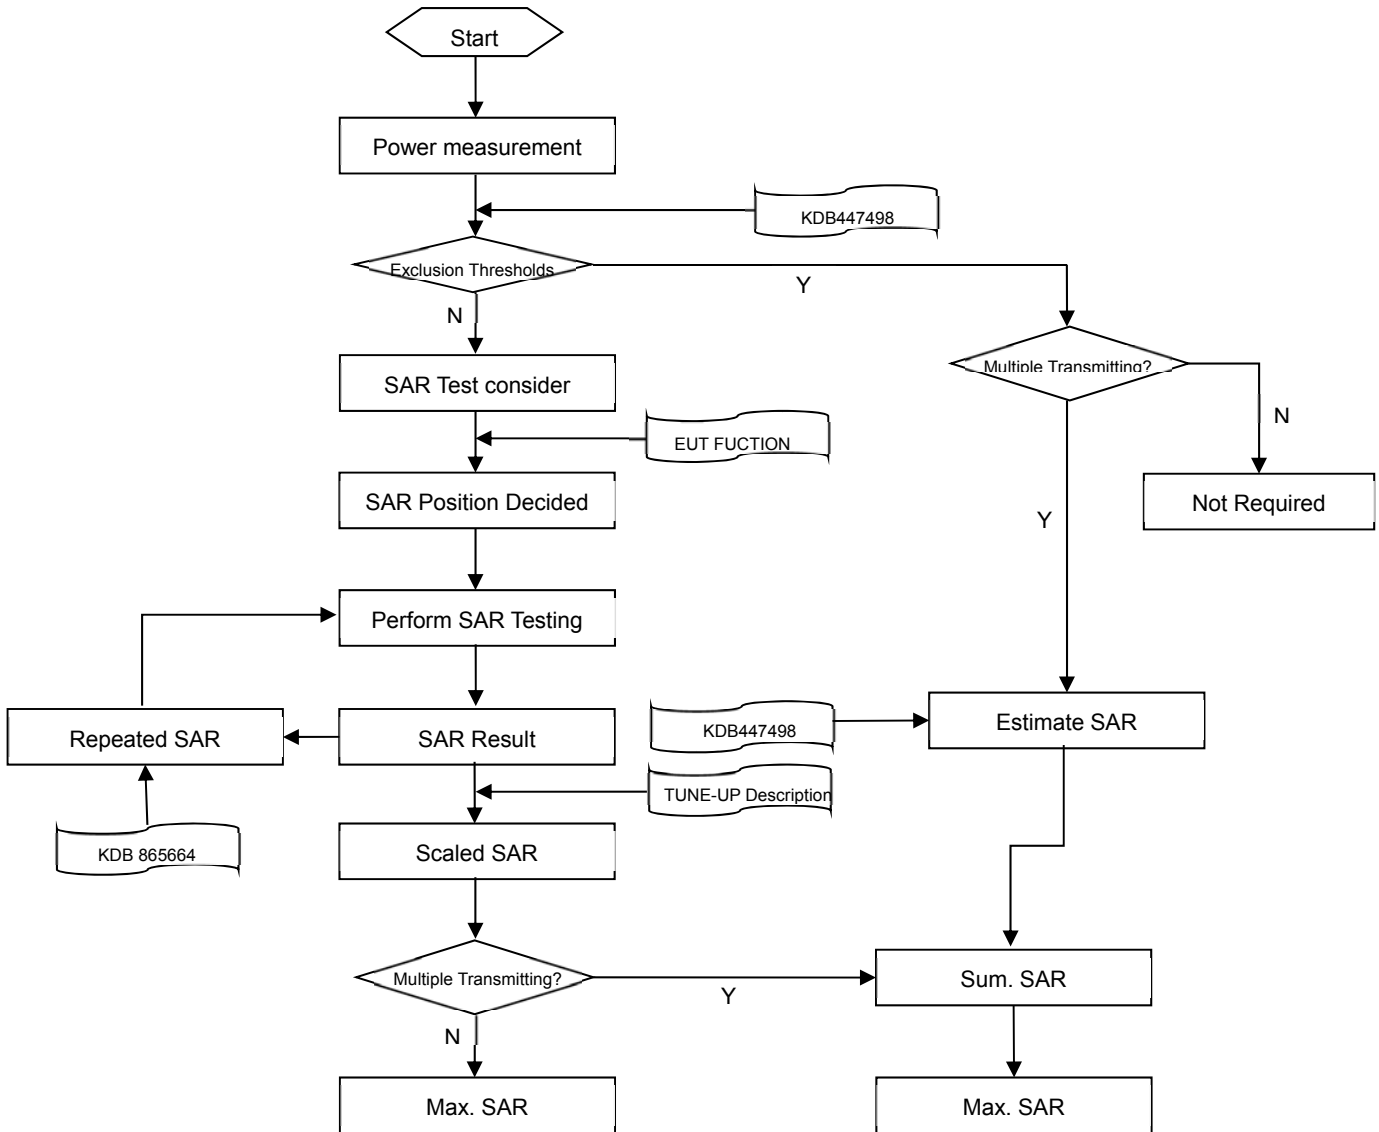 Start
Power measurement
KDB447498
Exclusion Thresholds
Y
N
Multiple Transmitting?
SAR Test consider
N
EUT FUCTION
SAR Position Decided
Not Required
Y
Perform SAR Testing
Repeated SAR
SAR Result
KDB447498
Estimate SAR
TUNE-UP Description
KDB 865664
Scaled SAR
Multiple Transmitting?
Y
Sum. SAR
N
Max. SAR
Max. SAR